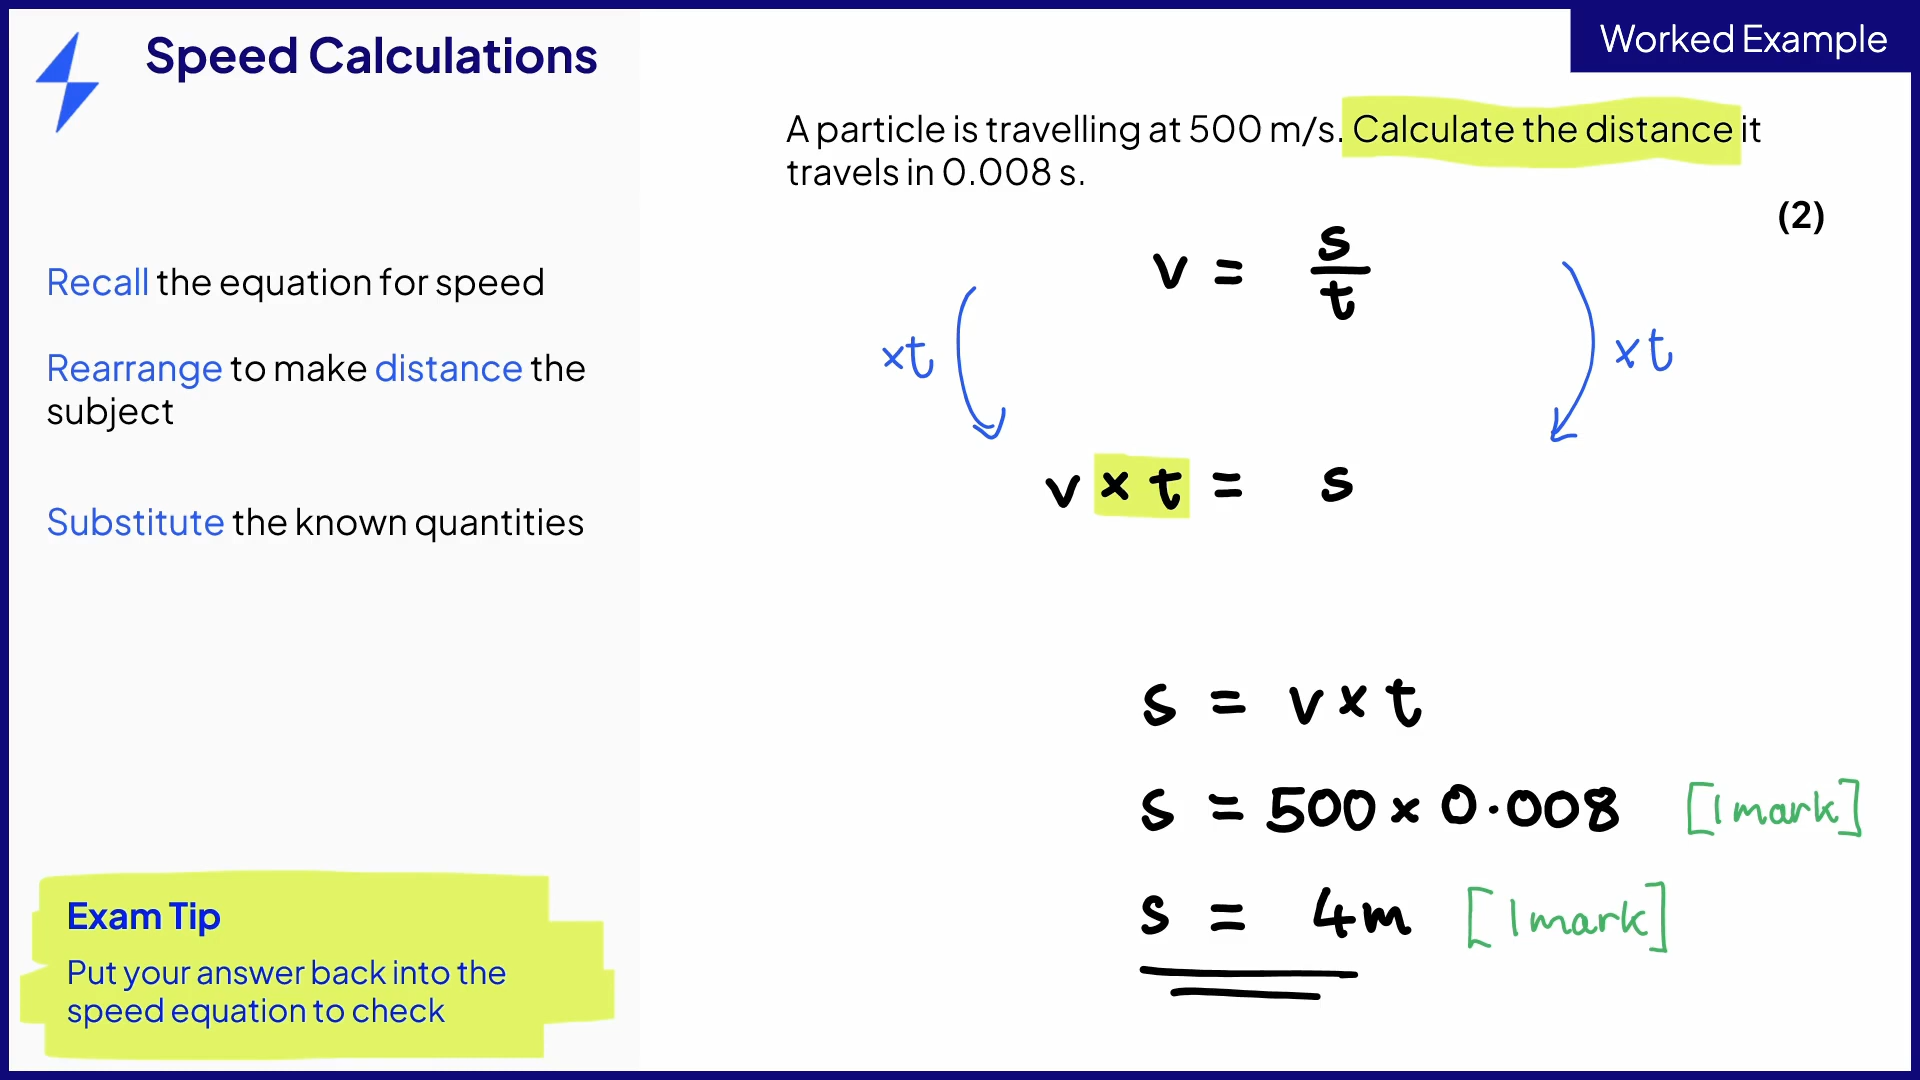 Speed Calculations
Worked Example
A particle is travelling at 500 m/s. Calculate the distance it
travels in 0.008 s.
(2)
Recall the equation for speed
Rearrange to make distance the
subject
Substitute the known quantities
v = s/t
×t
×t
v × t = s
s = v × t
s = 500 × 0·008 [1 mark]
s = 4m [1 mark]
Exam Tip
Put your answer back into the
speed equation to check